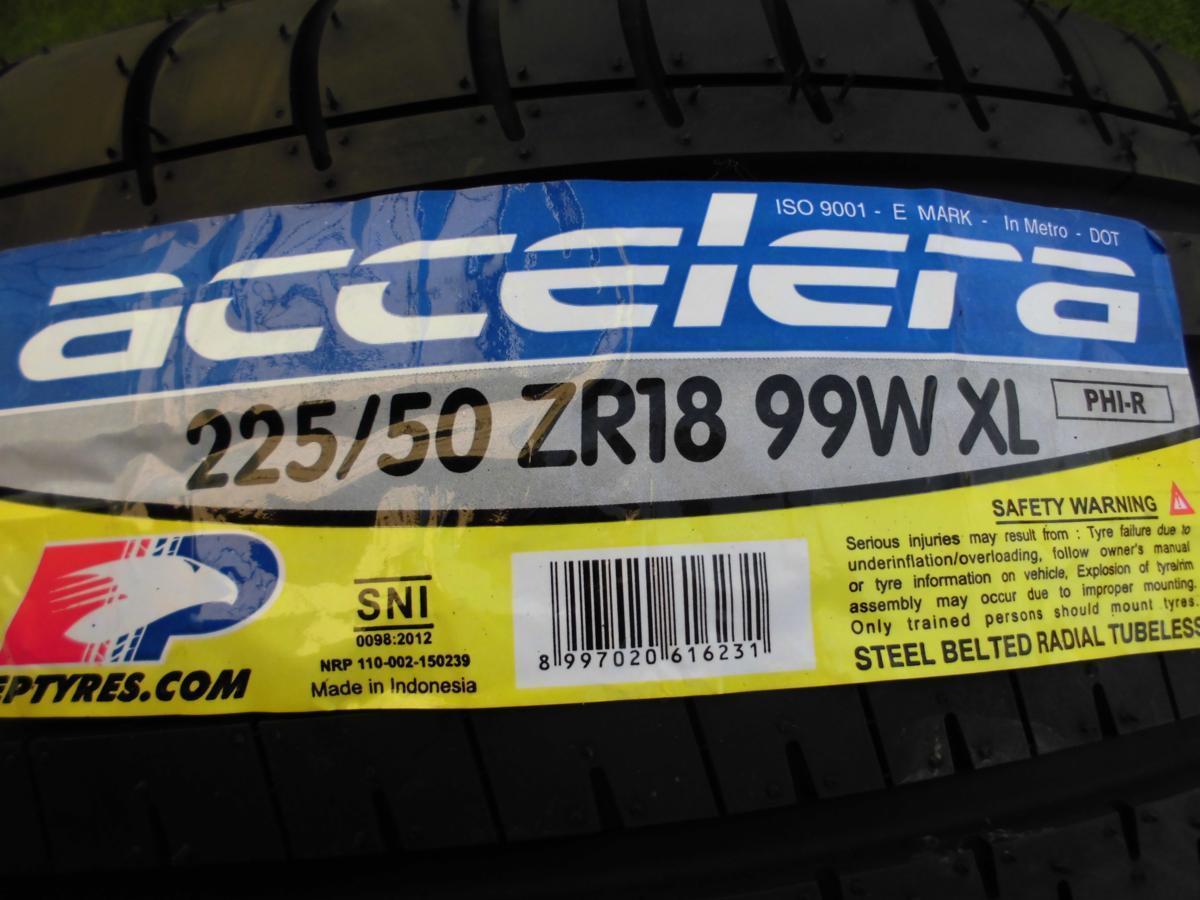 ISO 9001 - E MARK - In Metro - DOT
accelera
225/50 ZR18 99W XL
PHI-R
SAFETY WARNING
Serious injuries may result from : Tyre failure due to
underinflation/overloading, follow owner's manual
or tyre information on vehicle, Explosion of tyre/rim
assembly may occur due to improper mounting.
Only trained persons should mount tyres.
STEEL BELTED RADIAL TUBELESS
EPTYRES.COM
SNI
0098:2012
NRP 110-002-150239
Made in Indonesia
8 997020 616231